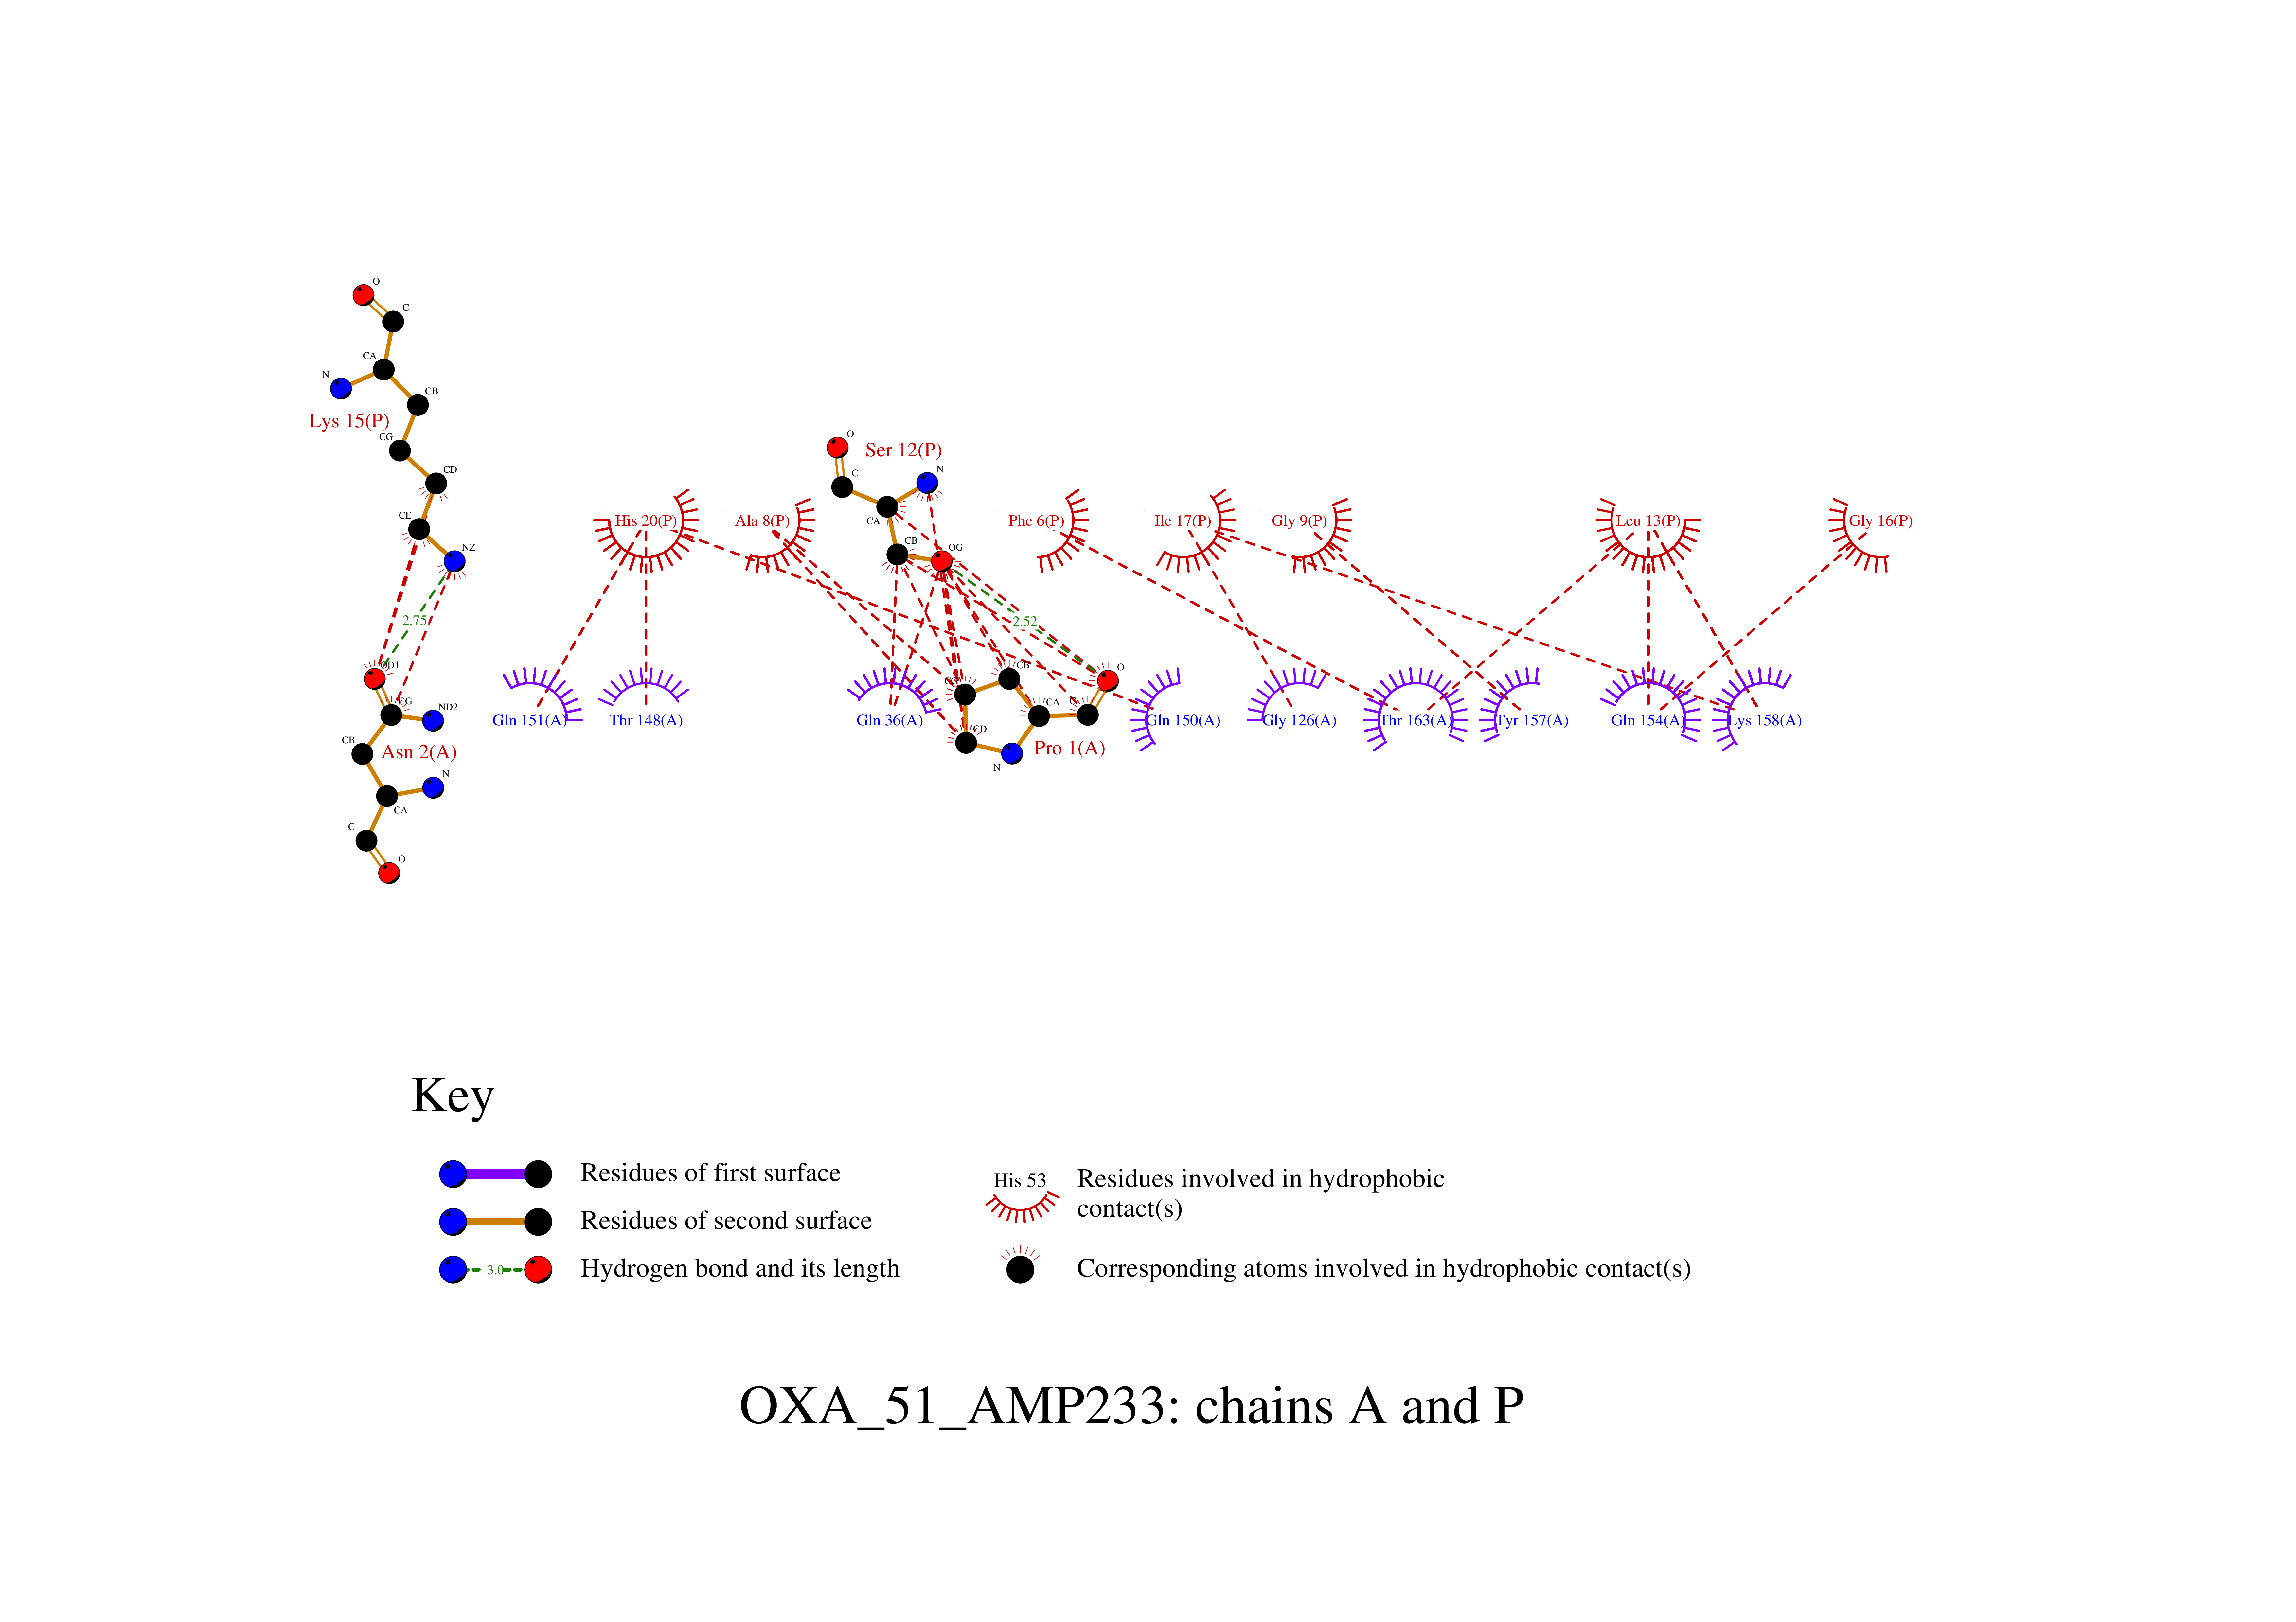 O
C
CA
N
CB
Lys 15(P)
CG
CD
CE
NZ
2.75
OD1
CG
ND2
CB
Asn 2(A)
N
CA
C
O
O
Ser 12(P)
C
N
CA
CB
OG
His 20(P)
Ala 8(P)
Phe 6(P)
Ile 17(P)
Gly 9(P)
Leu 13(P)
Gly 16(P)
2.52
CB
O
CG
CA
C
CD
N
Pro 1(A)
Gln 151(A)
Thr 148(A)
Gln 36(A)
Gln 150(A)
Gly 126(A)
Thr 163(A)
Tyr 157(A)
Gln 154(A)
Lys 158(A)
Key
Residues of first surface
Residues of second surface
3.0
Hydrogen bond and its length
His 53
Residues involved in hydrophobic
contact(s)
Corresponding atoms involved in hydrophobic contact(s)
OXA_51_AMP233: chains A and P